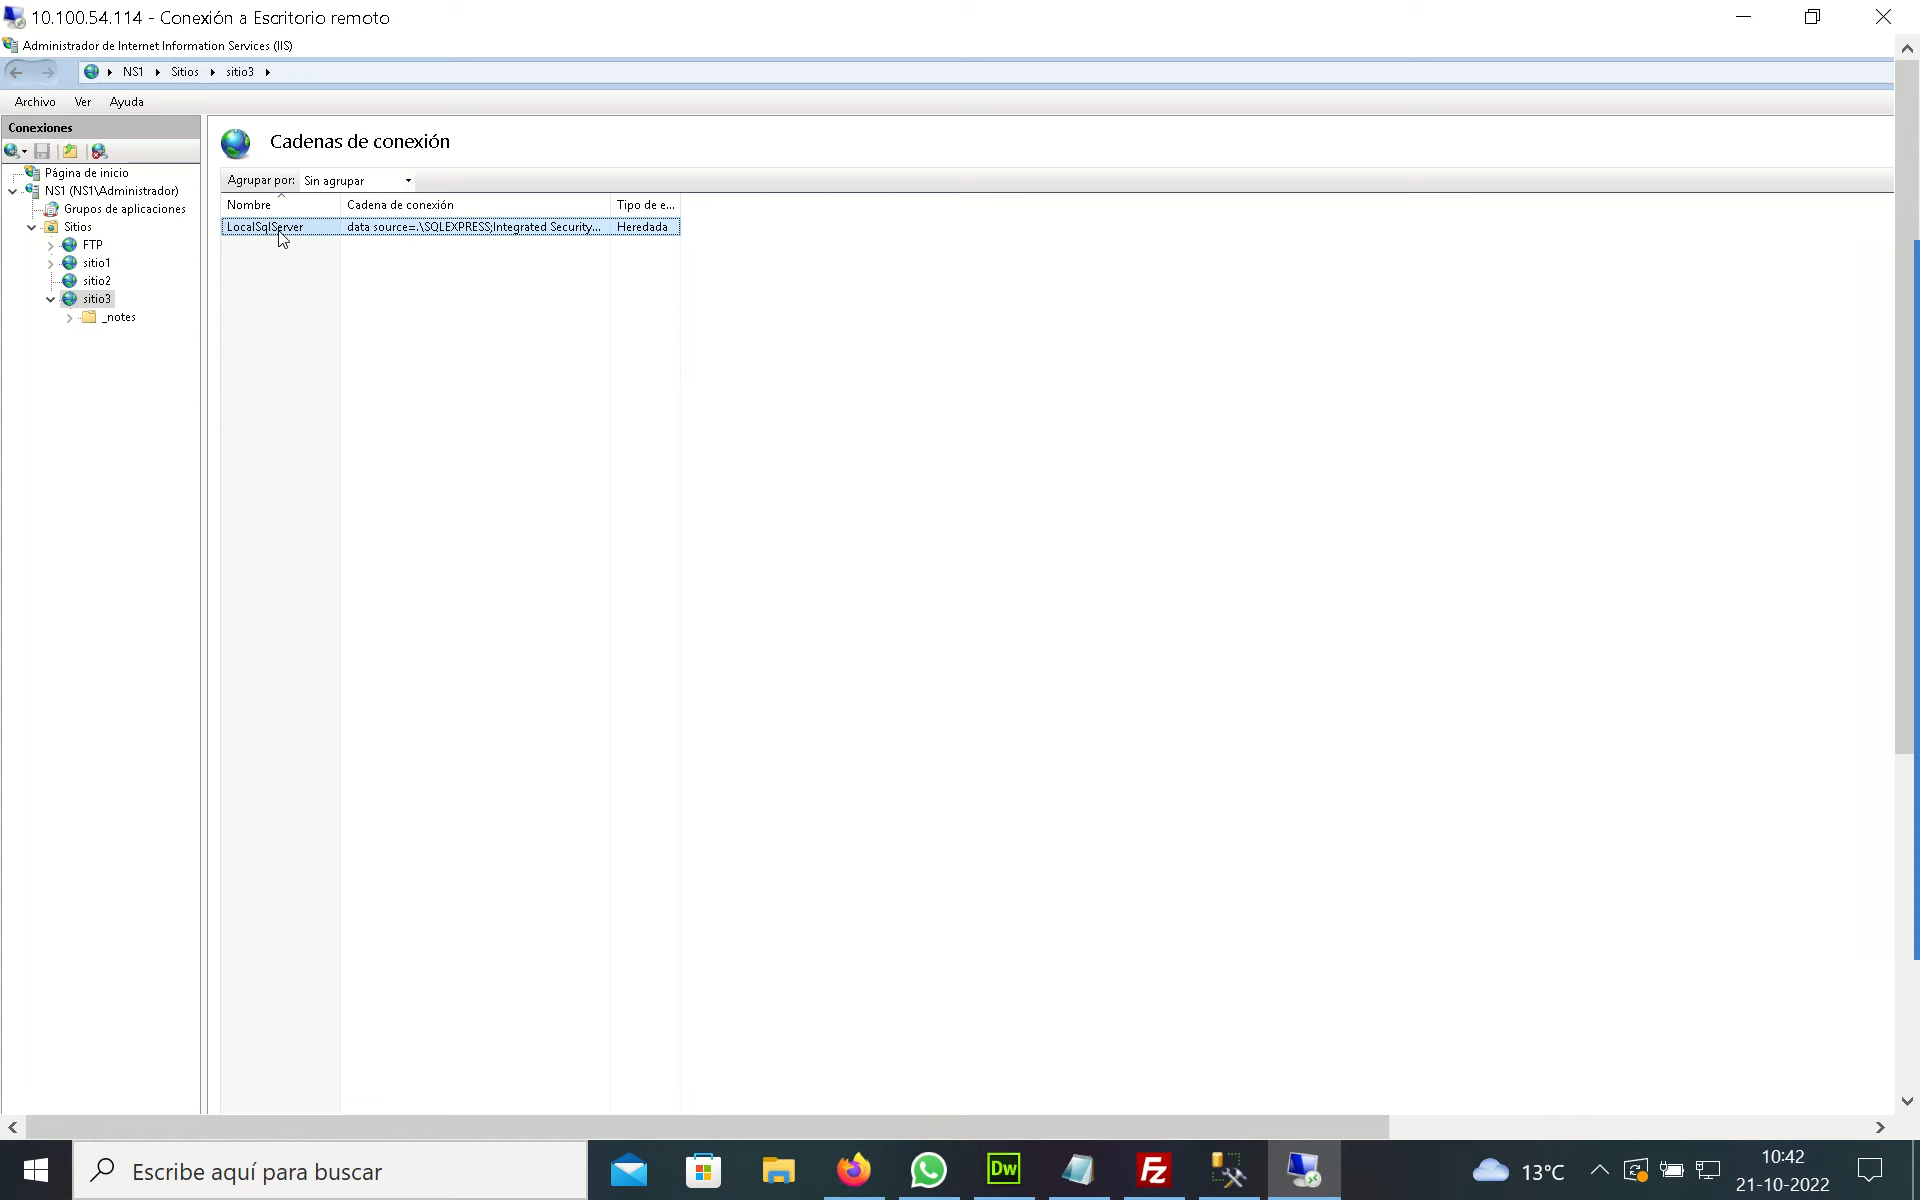 10.100.54.114 - Conexión a Escritorio remoto
Administrador de Internet Information Services (IIS)
NS1 Sitios sitio3
Archivo Ver Ayuda
Conexiones
Página de inicio
NS1 (NS1\Administrador)
Grupos de aplicaciones
Sitios
FTP
sitio1
sitio2
sitio3
_notes
Cadenas de conexión
Agrupar por: Sin agrupar
Nombre Cadena de conexión Tipo de e...
LocalSqlServer data source=.\SQLEXPRESS;Integrated Security... Heredada
Escribe aquí para buscar
Dw
Fz
13°C
10:42
21-10-2022